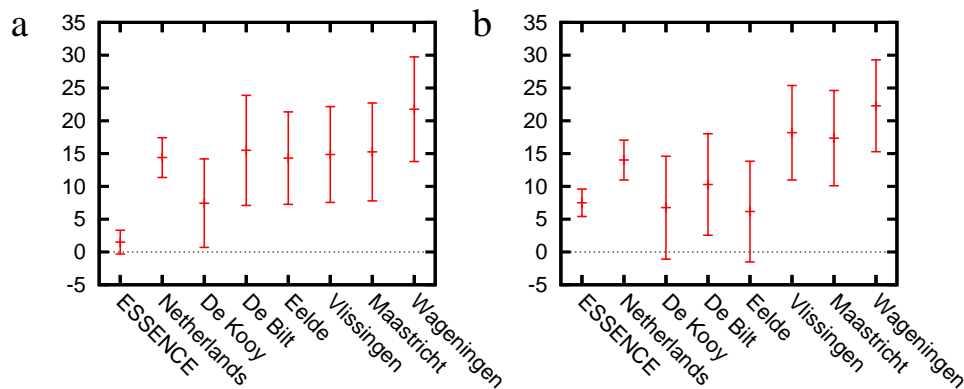 a
35
30
25
20
15
10
5
0
-5
ESSENCE
Netherlands
De Kooy
De Bilt
Eelde
Vlissingen
Maastricht
Wageningen
b
35
30
25
20
15
10
5
0
-5
ESSENCE
Netherlands
De Kooy
De Bilt
Eelde
Vlissingen
Maastricht
Wageningen